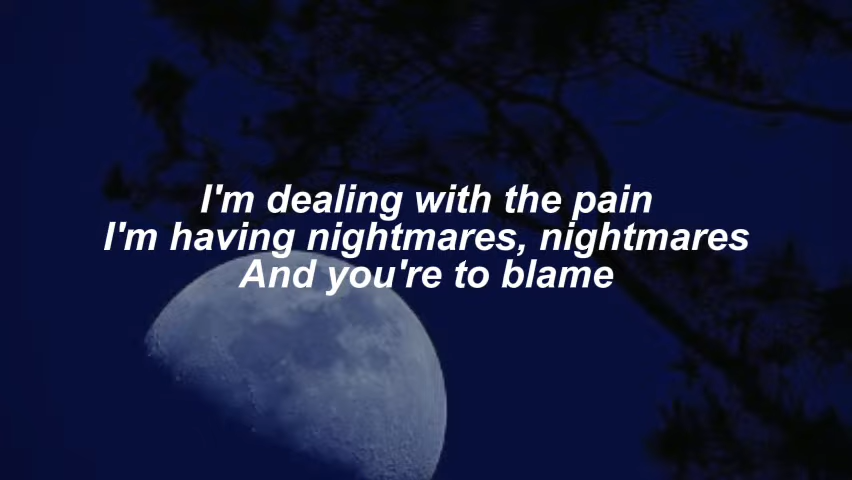 I'm dealing with the pain
I'm having nightmares, nightmares
And you're to blame